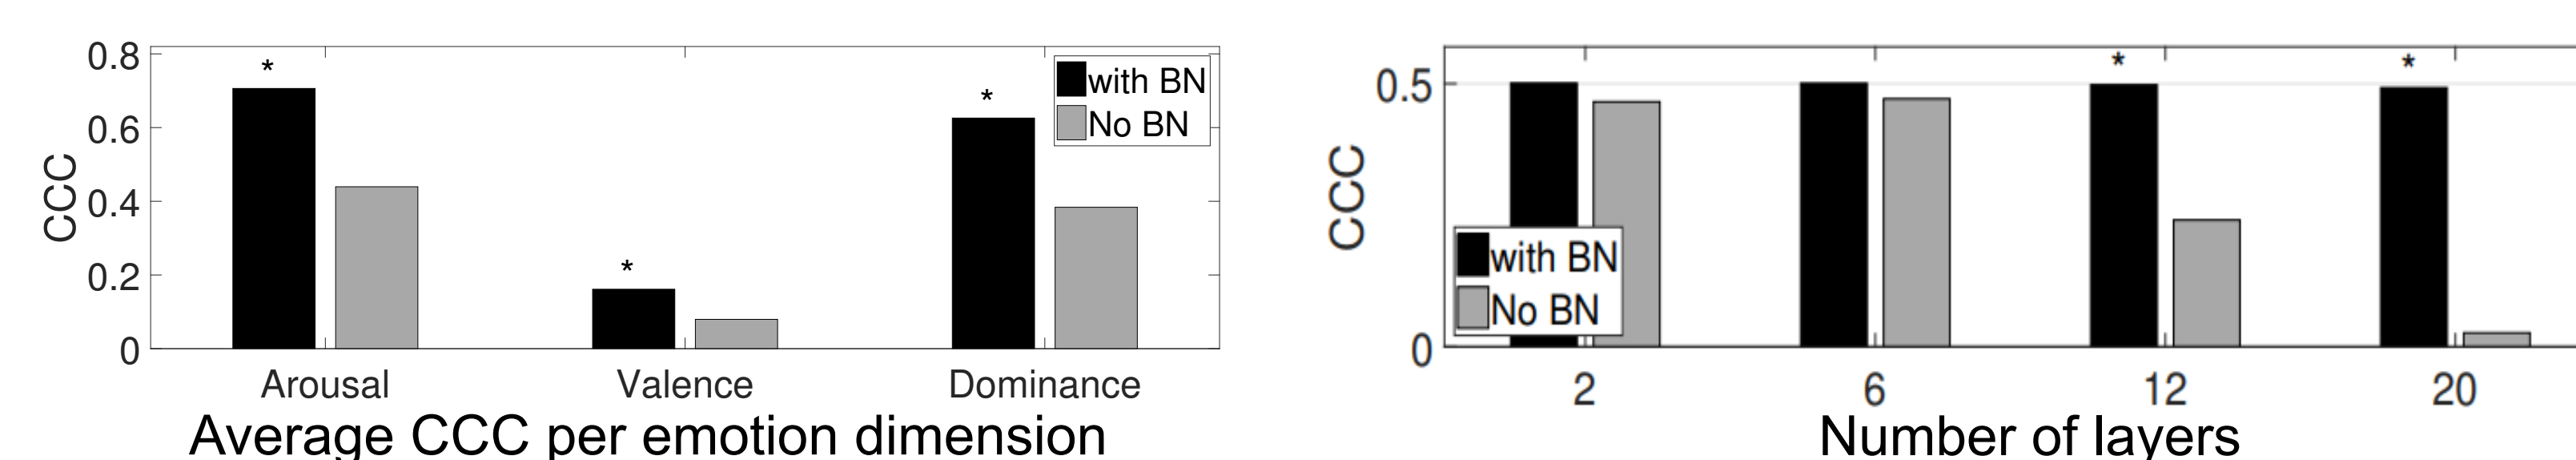 0.8
0.6
0.4
0.2
0
CCC
*
*
*
with BN
No BN
Arousal Valence Dominance
Average CCC per emotion dimension
0.5
0
CCC
*
*
with BN
No BN
2 6 12 20
Number of layers